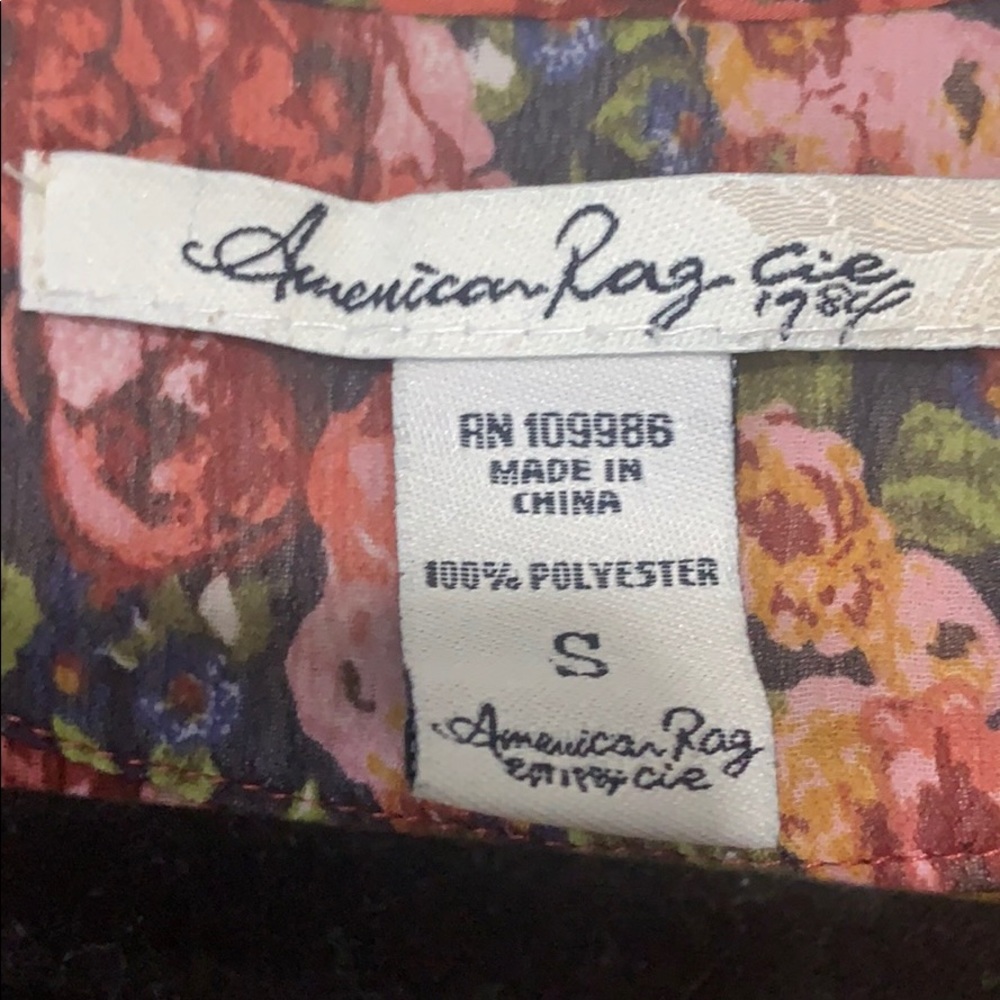 American Rag Cie
1984
RN 109986
MADE IN
CHINA
100% POLYESTER
S
American Rag
cie